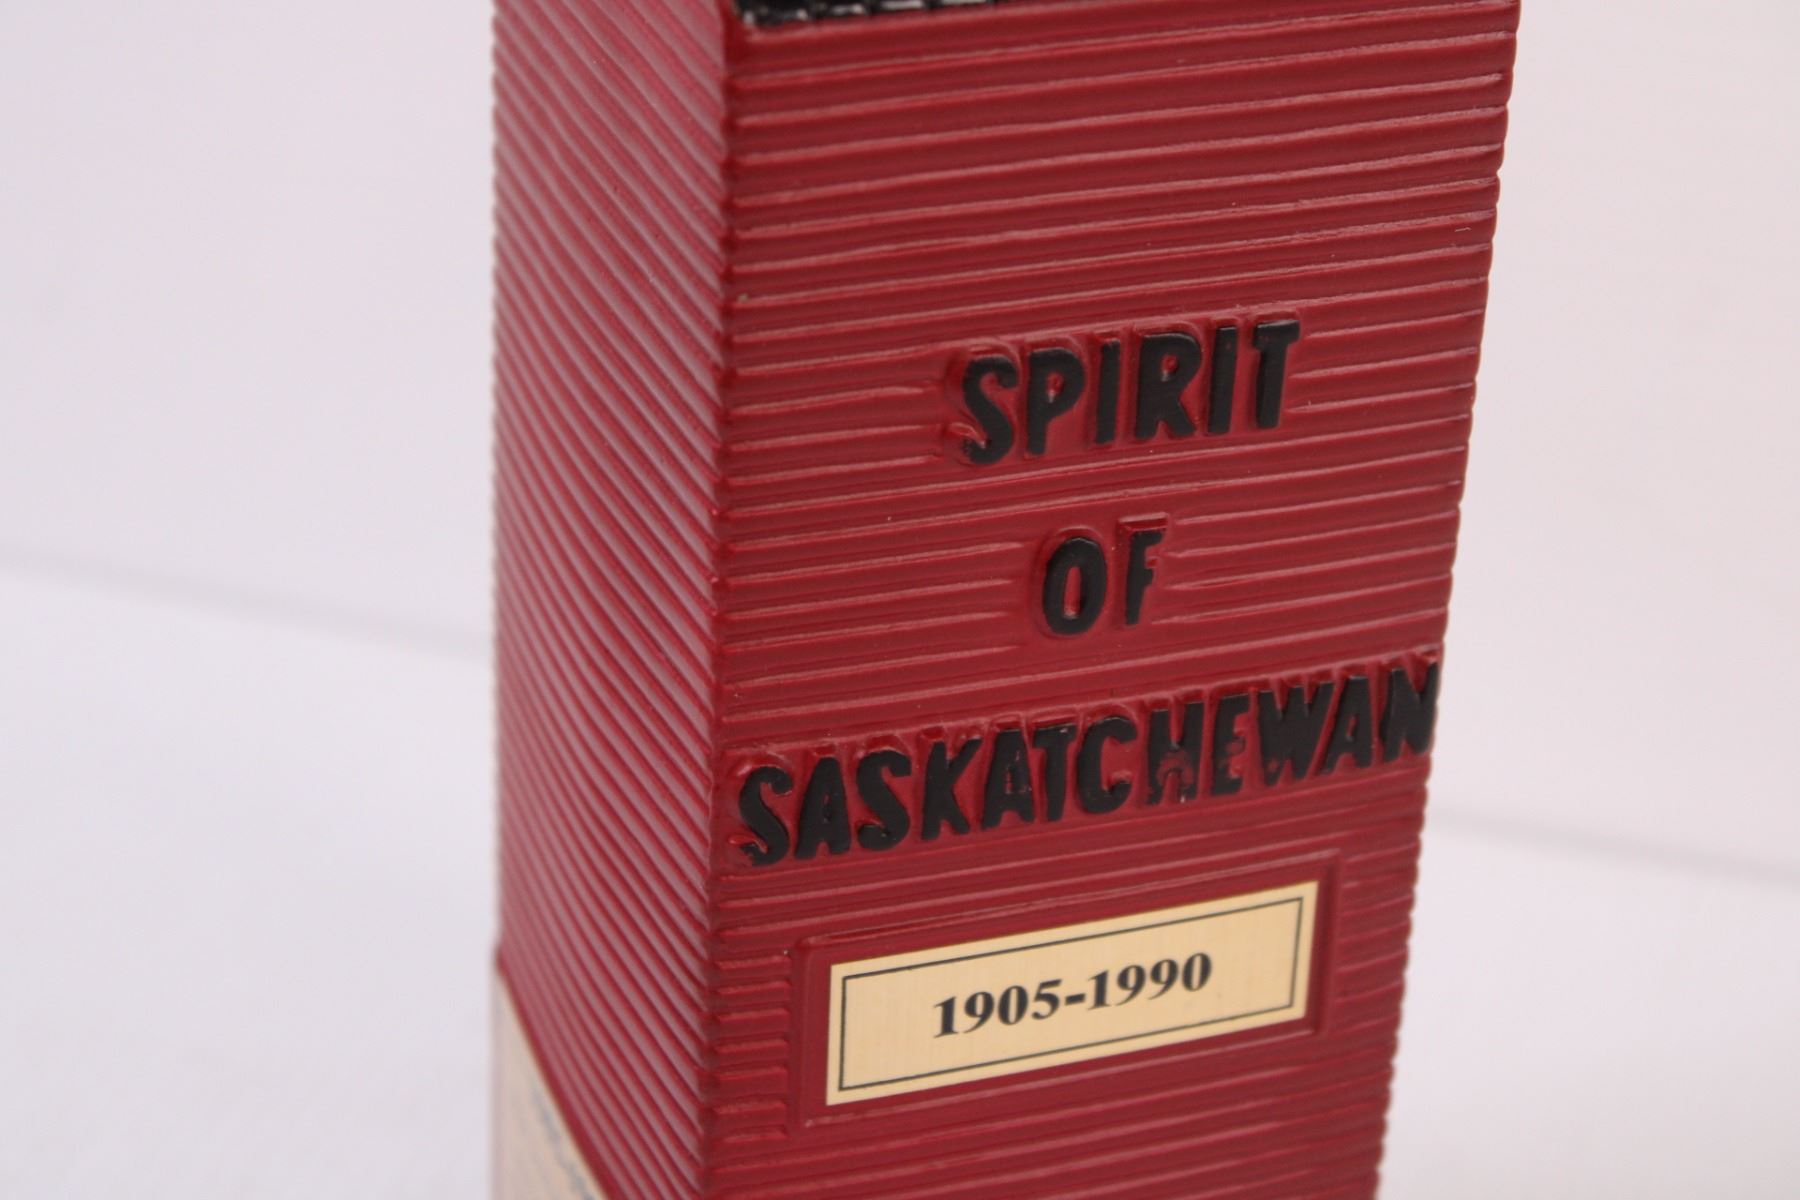 SPIRIT
OF
SASKATCHEWAN
1905-1990